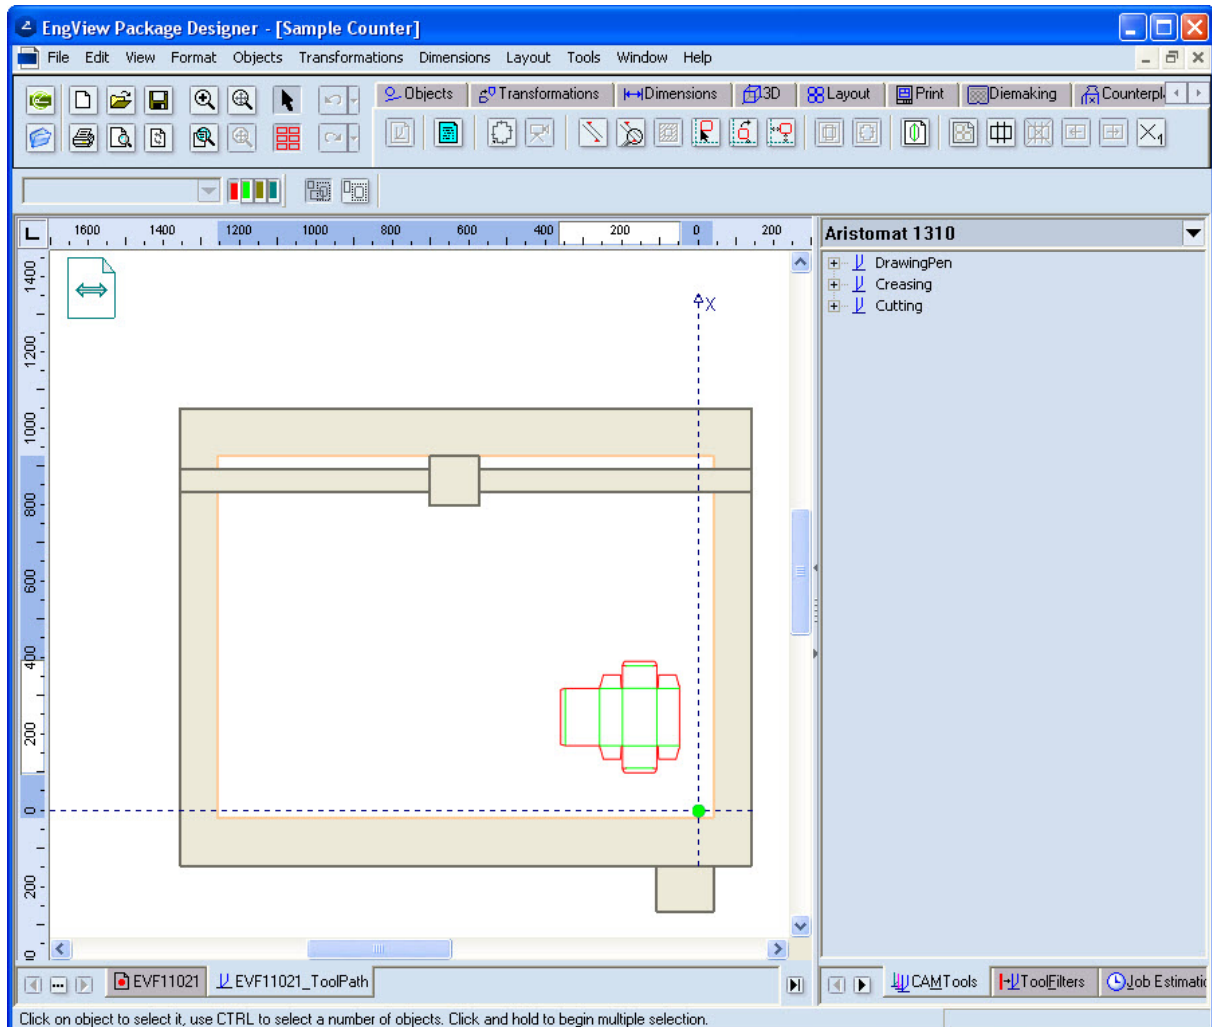 EngView Package Designer - [Sample Counter]
File Edit View Format Objects Transformations Dimensions Layout Tools Window Help
Objects Transformations Dimensions 3D Layout Print Diemaking Counterpl
1600 1400 1200 1000 800 600 400 200 0 200
Aristomat 1310
DrawingPen
Creasing
Cutting
X
1400
1200
1000
800
600
400
200
0
200
EVF11021 EVF11021_ToolPath
CAMTools ToolFilters Job Estimatio
Click on object to select it, use CTRL to select a number of objects. Click and hold to begin multiple selection.